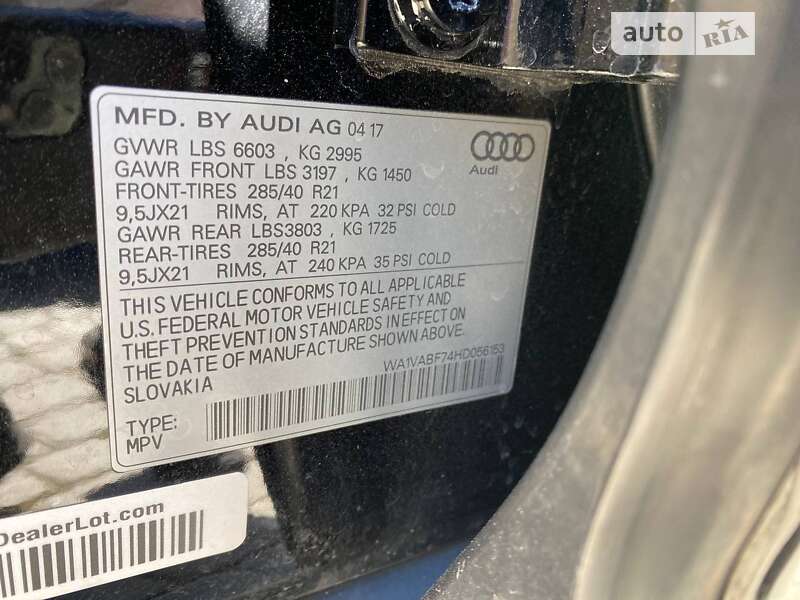 auto RIA
MFD. BY AUDI AG 04 17
GVWR LBS 6603 , KG 2995
GAWR FRONT LBS 3197 , KG 1450
FRONT-TIRES 285/40 R21
9,5JX21 RIMS, AT 220 KPA 32 PSI COLD
GAWR REAR LBS3803 , KG 1725
REAR-TIRES 285/40 R21
9,5JX21 RIMS, AT 240 KPA 35 PSI COLD
Audi
THIS VEHICLE CONFORMS TO ALL APPLICABLE
U.S. FEDERAL MOTOR VEHICLE SAFETY AND
THEFT PREVENTION STANDARDS IN EFFECT ON
THE DATE OF MANUFACTURE SHOWN ABOVE.
SLOVAKIA
WA1VABF74HD056153
TYPE:
MPV
DealerLot.com